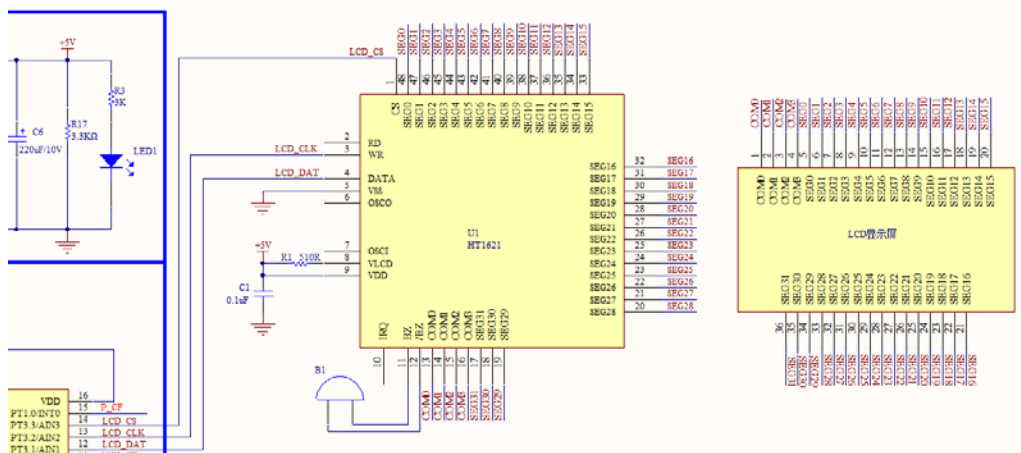 +5V
R3
3K
R17
3.3KΩ
C6
220uF/10V
LED1
LCD_CS
LCD_CLK
LCD_DAT
+5V
R1 510R
C1
0.1uF
SEG0 SEG1 SEG2 SEG3 SEG4 SEG5 SEG6 SEG7 SEG8 SEG9 SEG10 SEG11 SEG12 SEG13 SEG14 SEG15
1 48 47 46 45 44 43 42 41 40 39 38 37 36 35 34 33
CS SEG0 SEG1 SEG2 SEG3 SEG4 SEG5 SEG6 SEG7 SEG8 SEG9 SEG10 SEG11 SEG12 SEG13 SEG14 SEG15
2 RD
3 WR
4 DATA
5 VSS
6 OSCO
7 OSCI
8 VLCD
9 VDD
U1
HT1621
SEG16 32 SEG16
SEG17 31 SEG17
SEG18 30 SEG18
SEG19 29 SEG19
SEG20 28 SEG20
SEG21 27 SEG21
SEG22 26 SEG22
SEG23 25 SEG23
SEG24 24 SEG24
SEG25 23 SEG25
SEG26 22 SEG26
SEG27 21 SEG27
SEG28 20 SEG28
IRQ BZ /BZ COM0 COM1 COM2 COM3 SEG31 SEG30 SEG29
10 11 12 13 14 15 16 17 18 19
COM0 COM1 COM2 COM3 SEG31 SEG30 SEG29
B1
COM0 COM1 COM2 COM3 SEG0 SEG1 SEG2 SEG3 SEG4 SEG5 SEG6 SEG7 SEG8 SEG9 SEG10 SEG11 SEG12 SEG13 SEG14 SEG15
1 2 3 4 5 6 7 8 9 10 11 12 13 14 15 16 17 18 19 20
COM0 COM1 COM2 COM3 SEG0 SEG1 SEG2 SEG3 SEG4 SEG5 SEG6 SEG7 SEG8 SEG9 SEG10 SEG11 SEG12 SEG13 SEG14 SEG15
LCD显示屏
SEG31 SEG30 SEG29 SEG28 SEG27 SEG26 SEG25 SEG24 SEG23 SEG22 SEG21 SEG20 SEG19 SEG18 SEG17 SEG16
36 35 34 33 32 31 30 29 28 27 26 25 24 23 22 21
SEG31 SEG30 SEG29 SEG28 SEG27 SEG26 SEG25 SEG24 SEG23 SEG22 SEG21 SEG20 SEG19 SEG18 SEG17 SEG16
VDD 16
PT1.0/INT0 15 P_CF
PT3.3/AIN3 14 LCD_CS
PT3.2/AIN2 13 LCD_CLK
PT3.1/AIN1 12 LCD_DAT